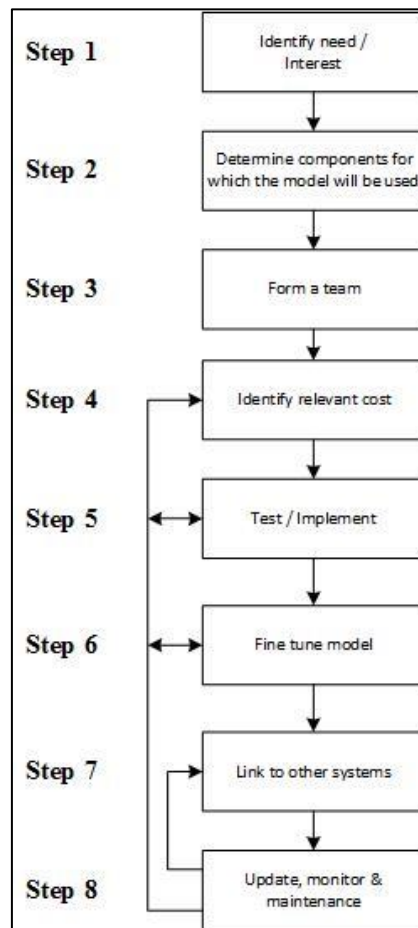 Step 1
Identify need /
Interest
Step 2
Determine components for
which the model will be used
Step 3
Form a team
Step 4
Identify relevant cost
Step 5
Test / Implement
Step 6
Fine tune model
Step 7
Link to other systems
Step 8
Update, monitor &
maintenance